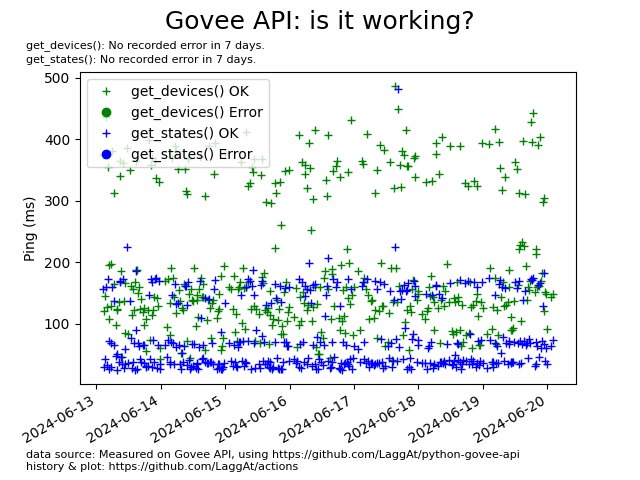 Govee API: is it working?
get_devices(): No recorded error in 7 days.
get_states(): No recorded error in 7 days.
get_devices() OK
get_devices() Error
get_states() OK
get_states() Error
Ping (ms)
500
400
300
200
100
2024-06-13
2024-06-14
2024-06-15
2024-06-16
2024-06-17
2024-06-18
2024-06-19
2024-06-20
data source: Measured on Govee API, using https://github.com/LaggAt/python-govee-api
history & plot: https://github.com/LaggAt/actions